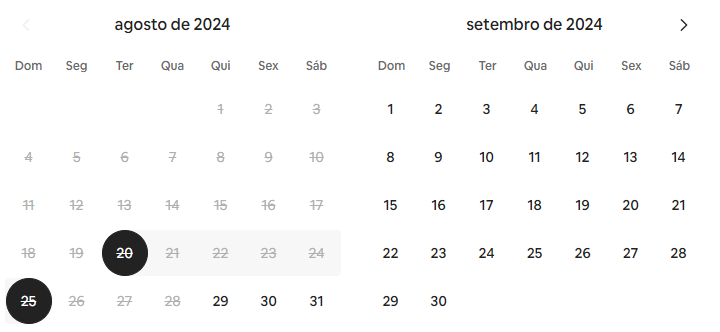 agosto de 2024
Dom Seg Ter Qua Qui Sex Sáb
1 2 3
4 5 6 7 8 9 10
11 12 13 14 15 16 17
18 19 20 21 22 23 24
25 26 27 28 29 30 31
setembro de 2024
Dom Seg Ter Qua Qui Sex Sáb
1 2 3 4 5 6 7
8 9 10 11 12 13 14
15 16 17 18 19 20 21
22 23 24 25 26 27 28
29 30